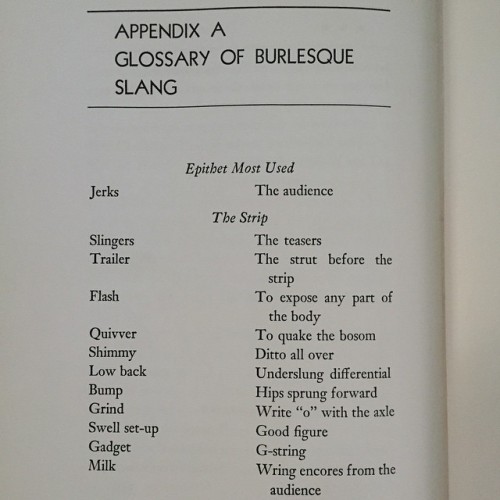 APPENDIX A
GLOSSARY OF BURLESQUE
SLANG
Epithet Most Used
Jerks The audience
The Strip
Slingers The teasers
Trailer The strut before the
strip
Flash To expose any part of
the body
Quivver To quake the bosom
Shimmy Ditto all over
Low back Underslung differential
Bump Hips sprung forward
Grind Write "o" with the axle
Swell set-up Good figure
Gadget G-string
Milk Wring encores from the
audience